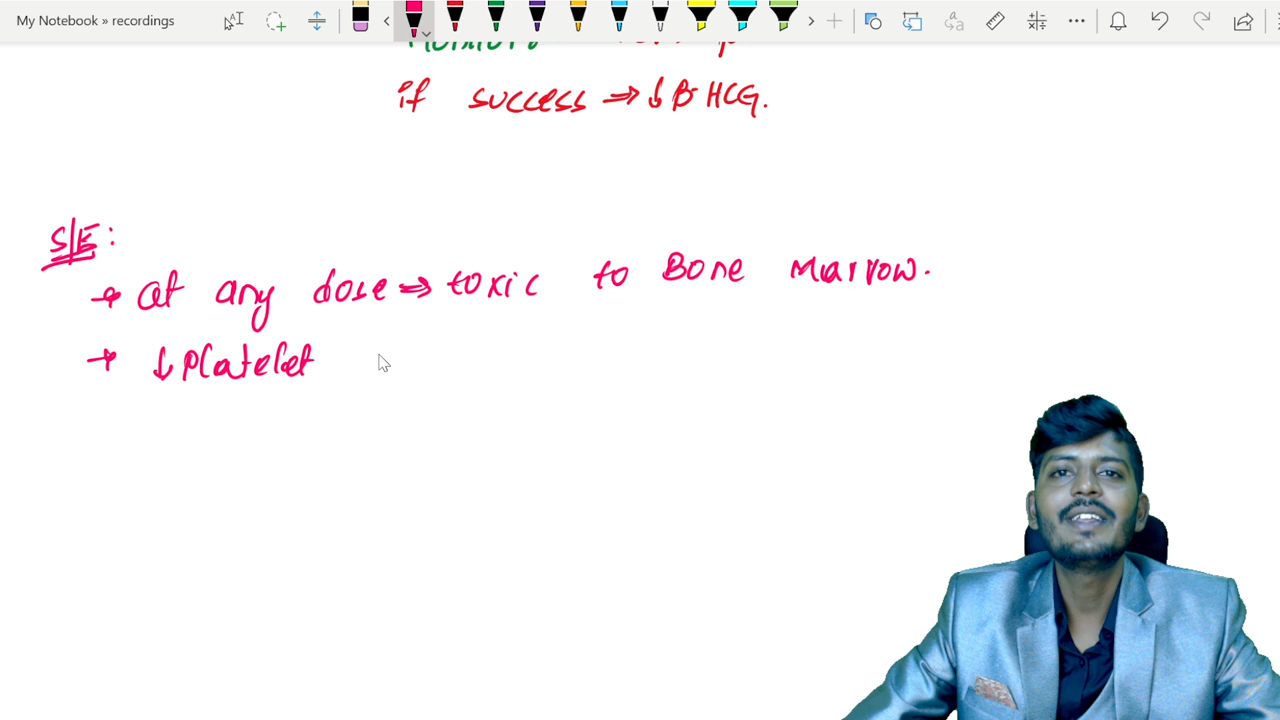 My Notebook » recordings
if success ⇒ ↓ B-HCG.
S/E:
→ at any dose ⇒ toxic to Bone Marrow.
→ ↓ Platelet